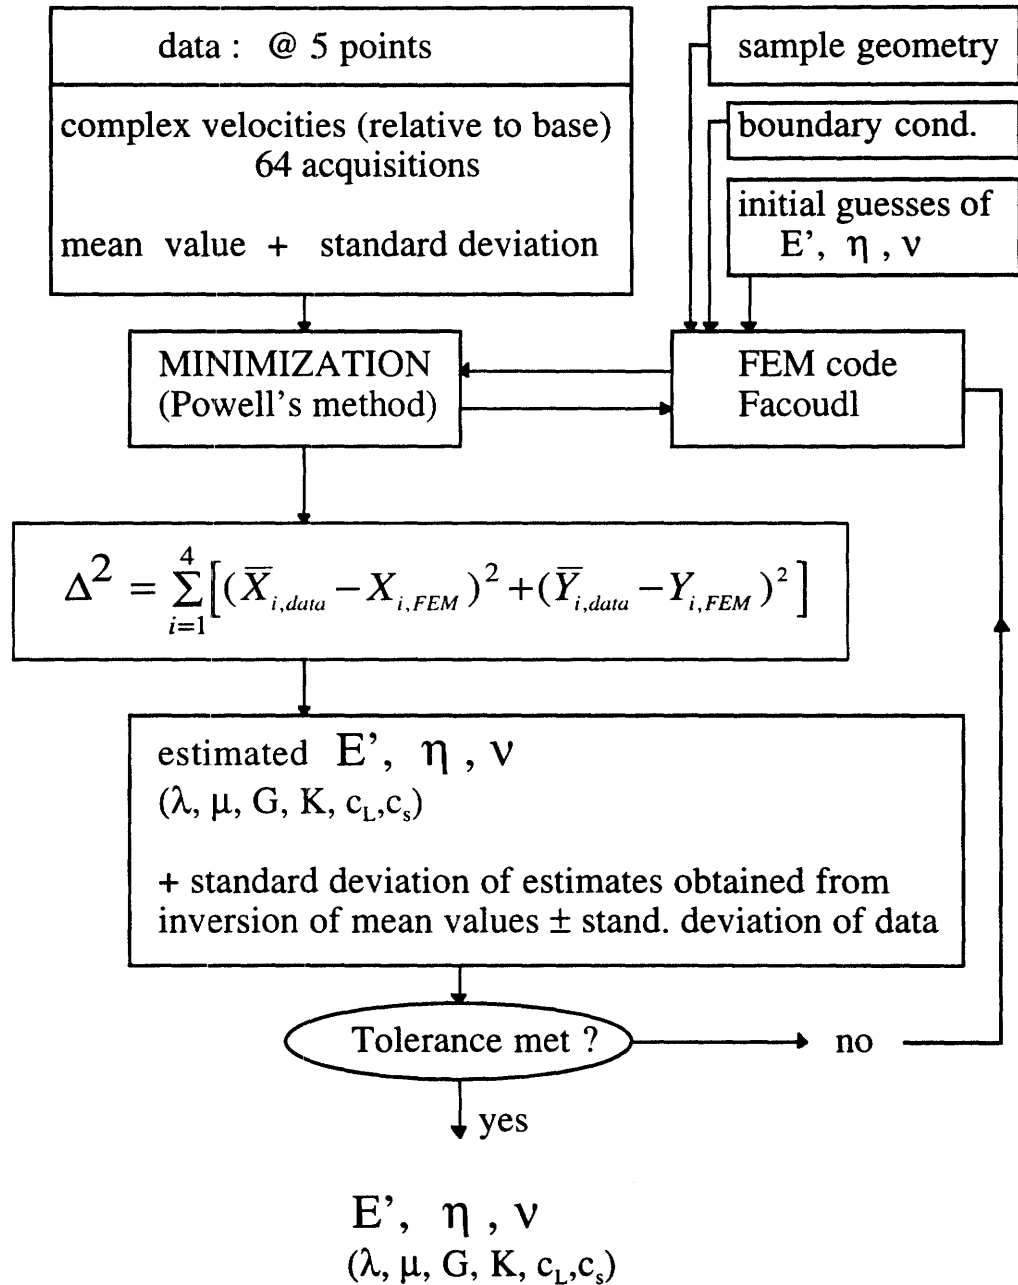 data :  @ 5 points
complex velocities (relative to base)
64 acquisitions
mean value + standard deviation
sample geometry
boundary cond.
initial guesses of
E', η , ν
MINIMIZATION
(Powell's method)
FEM code
Facoudl
Δ² = ∑_{i=1}^{4} [(X̅_{i,data} − X_{i,FEM})² + (Y̅_{i,data} − Y_{i,FEM})²]
estimated E', η , ν
(λ, μ, G, K, c_L,c_s)
+ standard deviation of estimates obtained from
inversion of mean values ± stand. deviation of data
Tolerance met ?
no
yes
E', η , ν
(λ, μ, G, K, c_L,c_s)